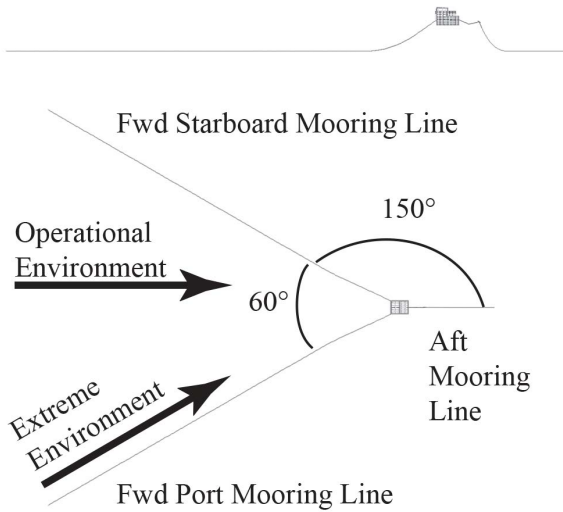 Fwd Starboard Mooring Line
150°
Operational
Environment
60°
Aft
Mooring
Line
Extreme
Environment
Fwd Port Mooring Line